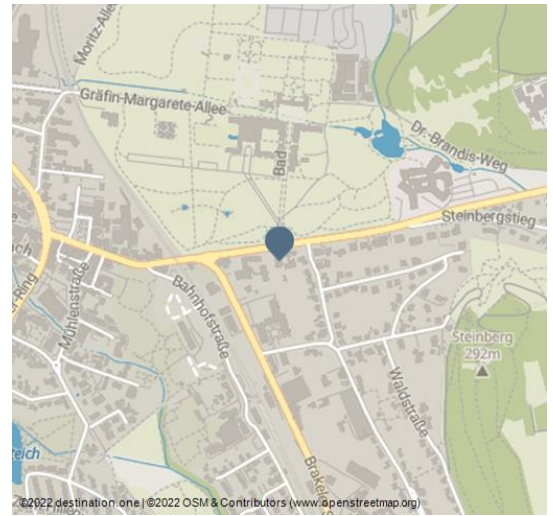 Moritz-Allee
Gräfin-Margarete-Allee
Bad
Dr.-Brandis-Weg
Steinbergstieg
Mühlenstraße
Bahnhofstraße
Steinberg
292m
Waldstraße
©2022 destination.one | ©2022 OSM & Contributors (www.openstreetmap.org)